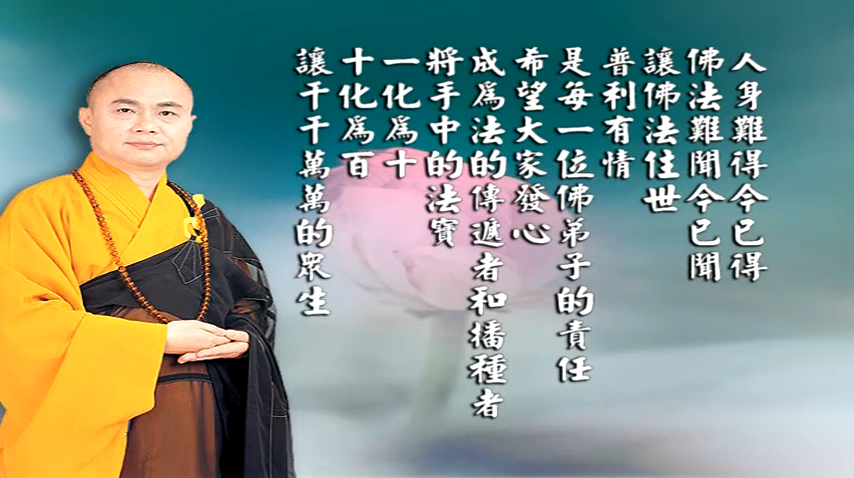 人身難得今已得
佛法難聞今已聞
讓佛法住世
普利有情
是每一位佛弟子的責任
希望大家發心
成爲法的傳遞者和播種者
將手中的法寶
一化爲十
十化爲百
讓千千萬萬的眾生